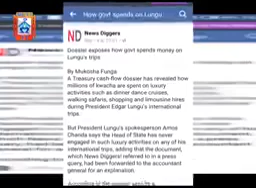 How govt spends on Lungu
ND News Diggers
Dossier exposes how govt spends money on
Lungu's trips
By Mukosha Funga
A Treasury cash-flow dossier has revealed how
millions of kwacha are spent on luxury
activities such as dinner dance cruises,
walking safaris, shopping and limousine hires
during President Edgar Lungu's international
trips.
But President Lungu's spokesperson Amos
Chanda says the Head of State has never
engaged in such luxury activities on any of his
international trips, adding that the document,
which News Diggers! referred to in a press
query, had been forwarded to the accountant
general for an explanation.